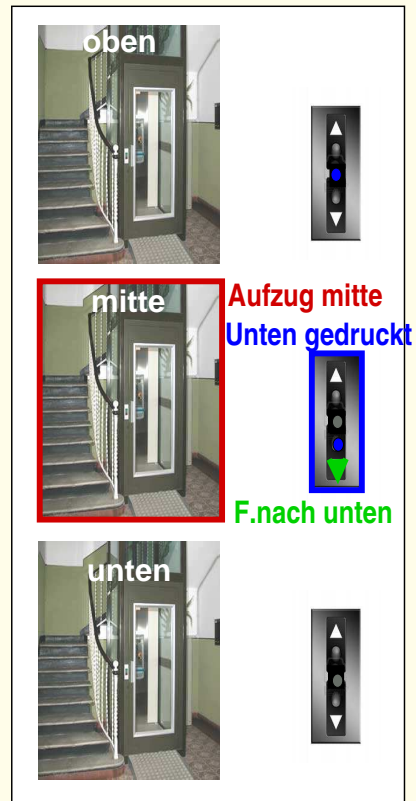 oben
mitte
Aufzug mitte
Unten gedruckt
F.nach unten
unten